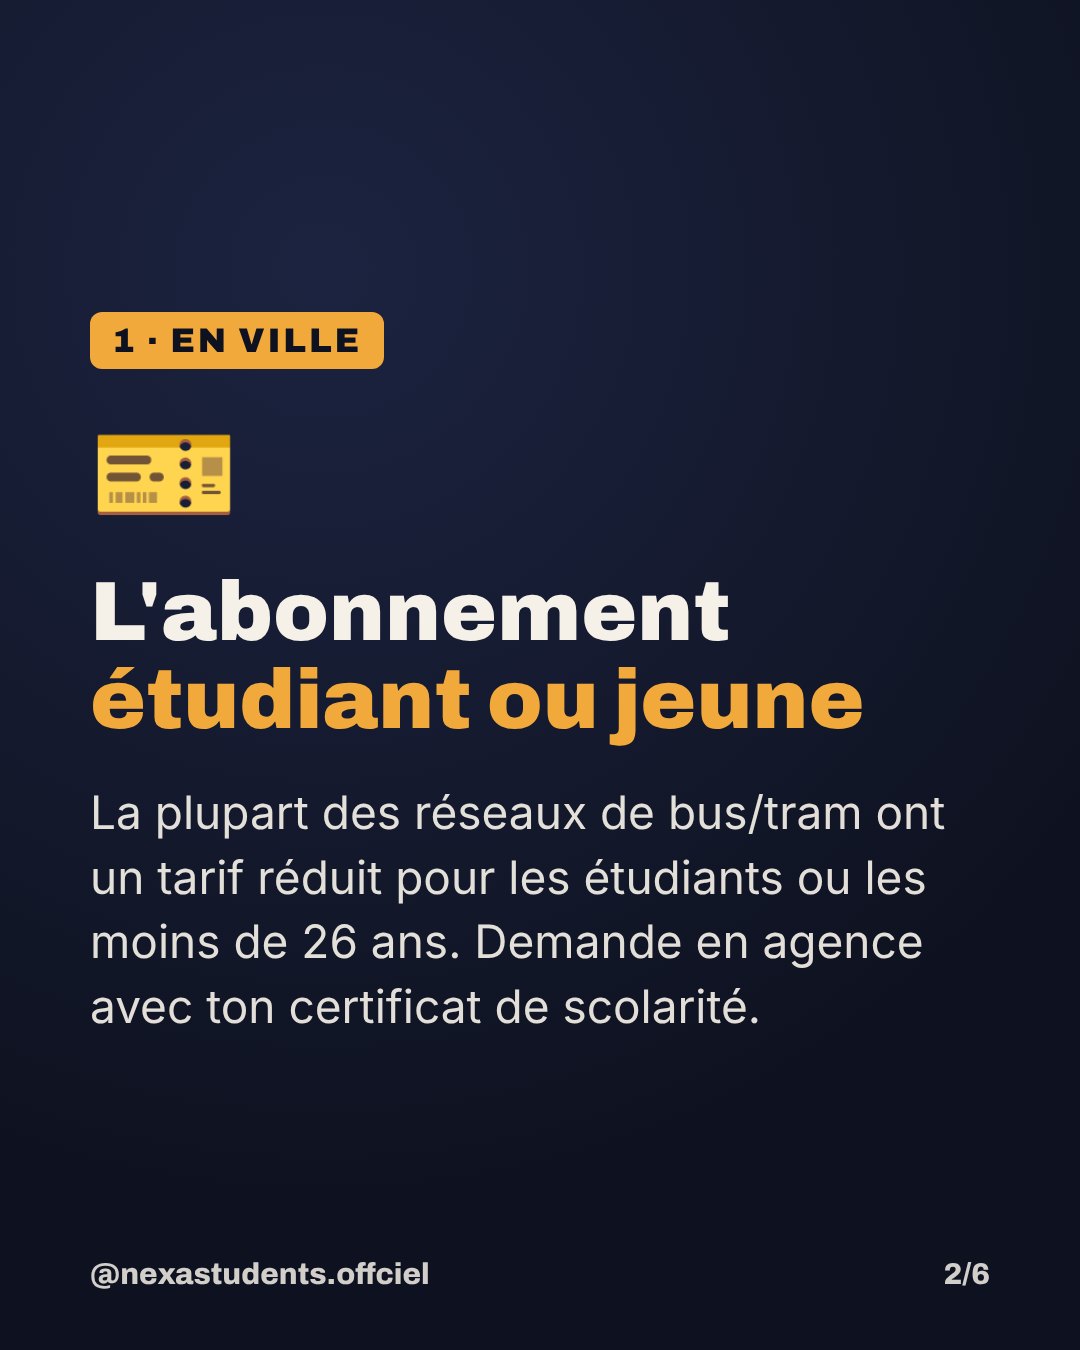 1 · EN VILLE
L'abonnement
étudiant ou jeune
La plupart des réseaux de bus/tram ont
un tarif réduit pour les étudiants ou les
moins de 26 ans. Demande en agence
avec ton certificat de scolarité.
@nexastudents.offciel
2/6